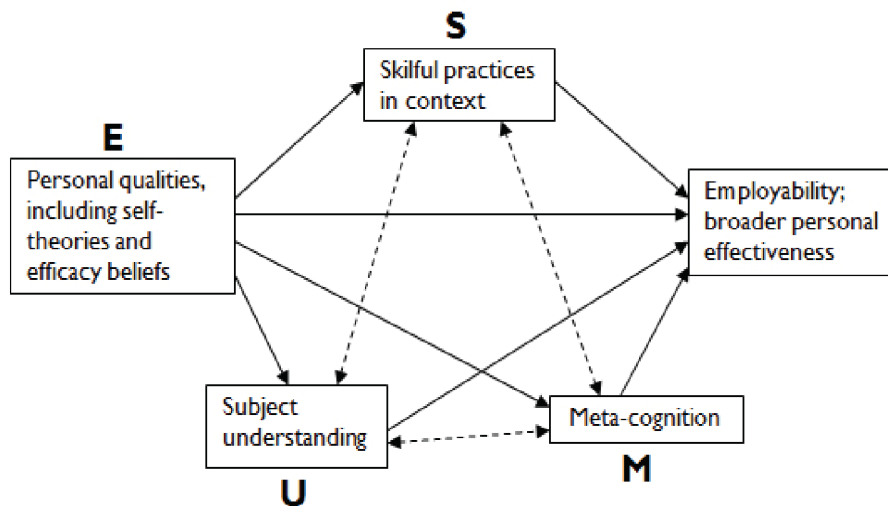 S
Skilful practices
in context
E
Personal qualities,
including self-
theories and
efficacy beliefs
Employability;
broader personal
effectiveness
Subject
understanding
U
Meta-cognition
M